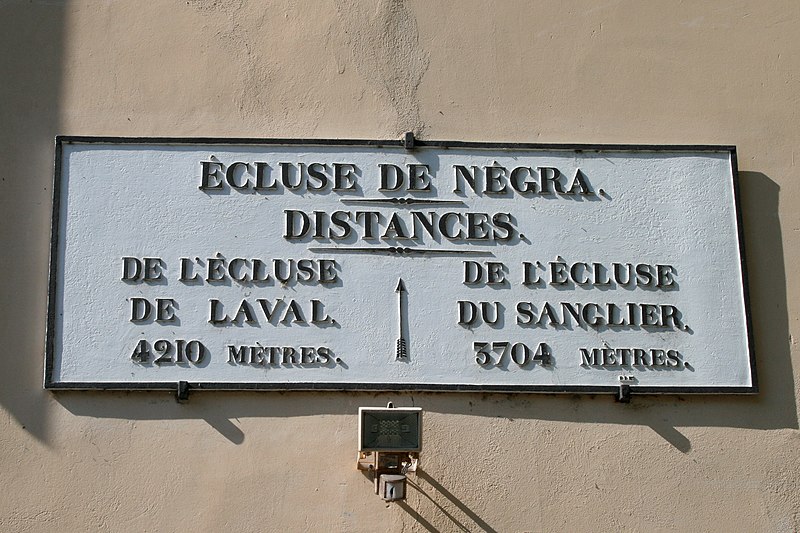 ÉCLUSE DE NÈGRA.
DISTANCES.
DE L'ÉCLUSE
DE LAVAL.
4210 MÈTRES.
DE L'ÉCLUSE
DU SANGLIER.
3704 MÈTRES.